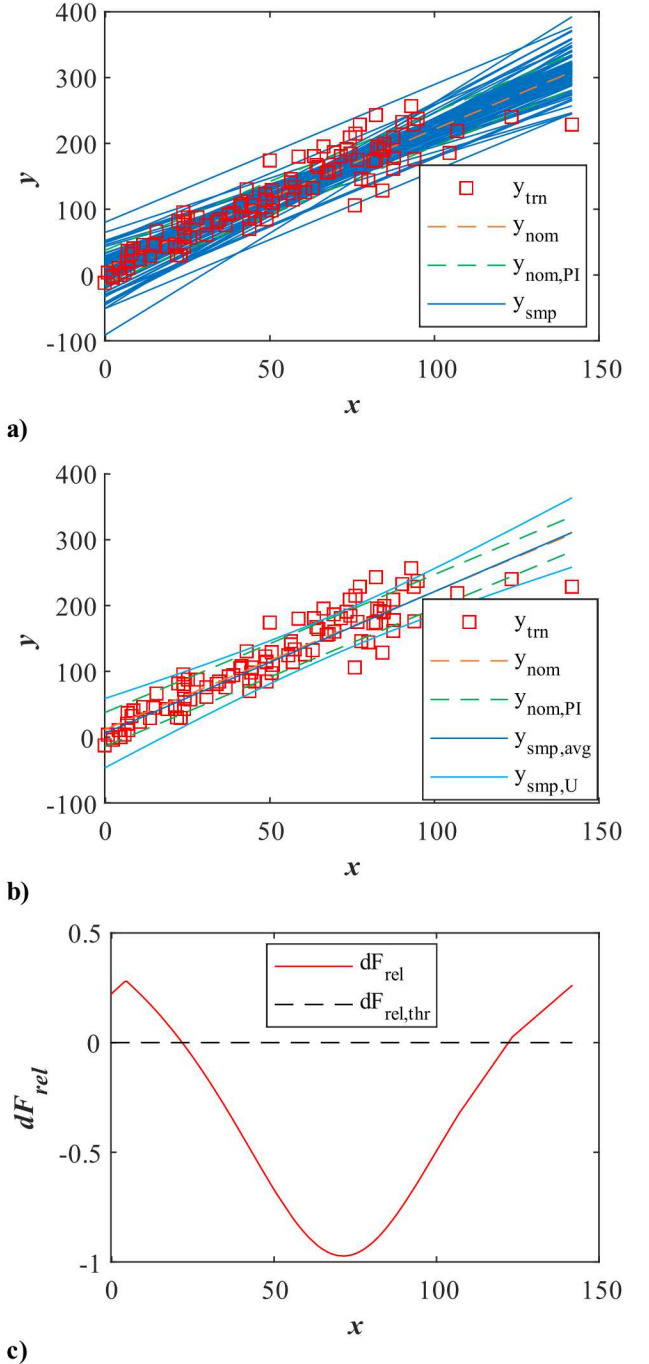 400
300
200
100
0
-100
y
y_trn
y_nom
y_nom,PI
y_smp
0 50 100 150
x
a)
400
300
200
100
0
-100
y
y_trn
y_nom
y_nom,PI
y_smp,avg
y_smp,U
0 50 100 150
x
b)
0.5
0
-0.5
-1
dF_rel
dF_rel
dF_rel,thr
0 50 100 150
x
c)